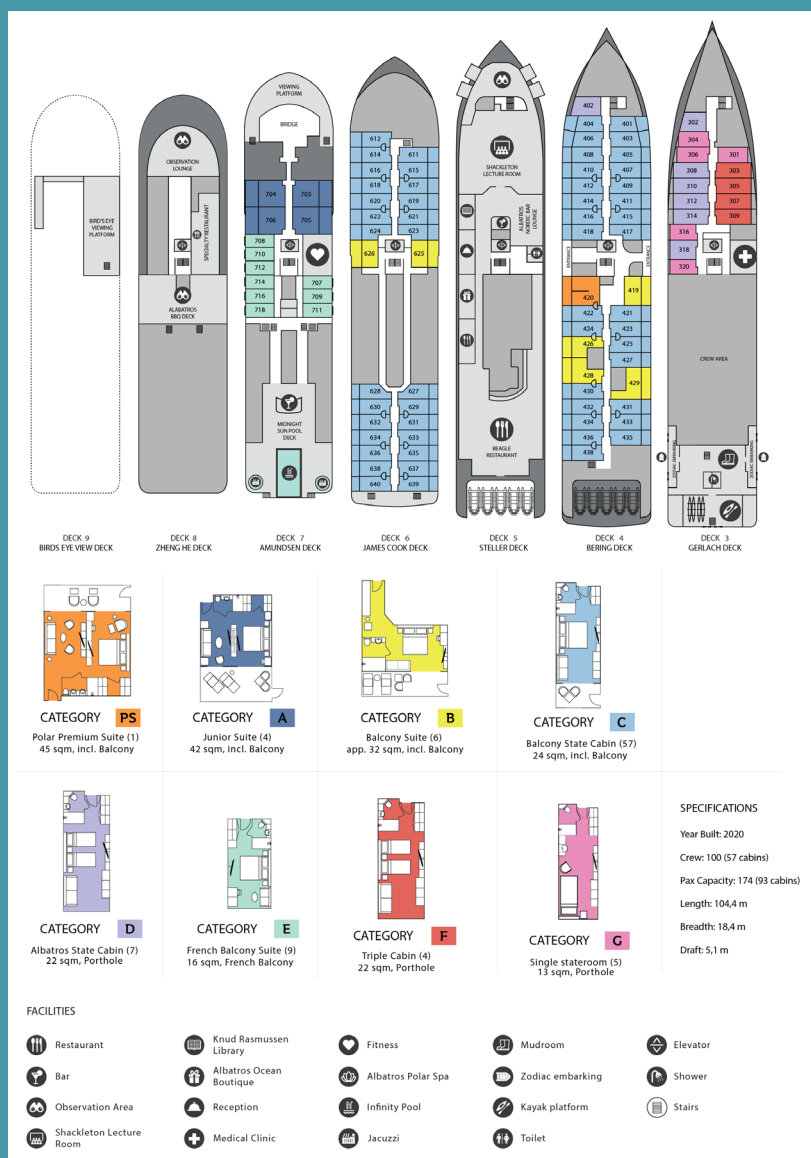 VIEWING
PLATFORM
BRIDGE
OBSERVATION
LOUNGE
BIRD'S EYE
VIEWING
PLATFORM
SPECIALTY RESTAURANT
ALABATROS
BBQ DECK
704
703
706
705
708
710
712
714
707
716
709
718
711
MIDNIGHT
SUN POOL
DECK
612
614
611
616
615
618
617
620
619
622
621
624
623
626
625
628
627
630
629
632
631
634
633
636
635
638
637
640
639
SHACKLETON
LECTURE ROOM
ALBATROS
NORDIC BAR
LOUNGE
BEAGLE
RESTAURANT
402
404
401
406
403
408
405
410
407
412
409
414
411
416
415
418
417
ENTRANCE
ENTRANCE
420
419
422
421
424
423
426
425
427
428
429
430
432
431
434
433
436
435
438
302
304
306
301
308
303
310
305
312
307
314
309
316
318
320
CREW AREA
ZODIAC EMBARKING
ZODIAC EMBARKING
DECK 9
BIRDS EYE VIEW DECK
DECK 8
ZHENG HE DECK
DECK 7
AMUNDSEN DECK
DECK 6
JAMES COOK DECK
DECK 5
STELLER DECK
DECK 4
BERING DECK
DECK 3
GERLACH DECK
CATEGORY PS
Polar Premium Suite (1)
45 sqm, incl. Balcony
CATEGORY A
Junior Suite (4)
42 sqm, incl. Balcony
CATEGORY B
Balcony Suite (6)
app. 32 sqm, incl. Balcony
CATEGORY C
Balcony State Cabin (57)
24 sqm, incl. Balcony
CATEGORY D
Albatros State Cabin (7)
22 sqm, Porthole
CATEGORY E
French Balcony Suite (9)
16 sqm, French Balcony
CATEGORY F
Triple Cabin (4)
22 sqm, Porthole
CATEGORY G
Single stateroom (5)
13 sqm, Porthole
SPECIFICATIONS
Year Built: 2020
Crew: 100 (57 cabins)
Pax Capacity: 174 (93 cabins)
Length: 104,4 m
Breadth: 18,4 m
Draft: 5,1 m
FACILITIES
Restaurant
Bar
Observation Area
Shackleton Lecture
Room
Knud Rasmussen
Library
Albatros Ocean
Boutique
Reception
Medical Clinic
Fitness
Albatros Polar Spa
Infinity Pool
Jacuzzi
Mudroom
Zodiac embarking
Kayak platform
Toilet
Elevator
Shower
Stairs